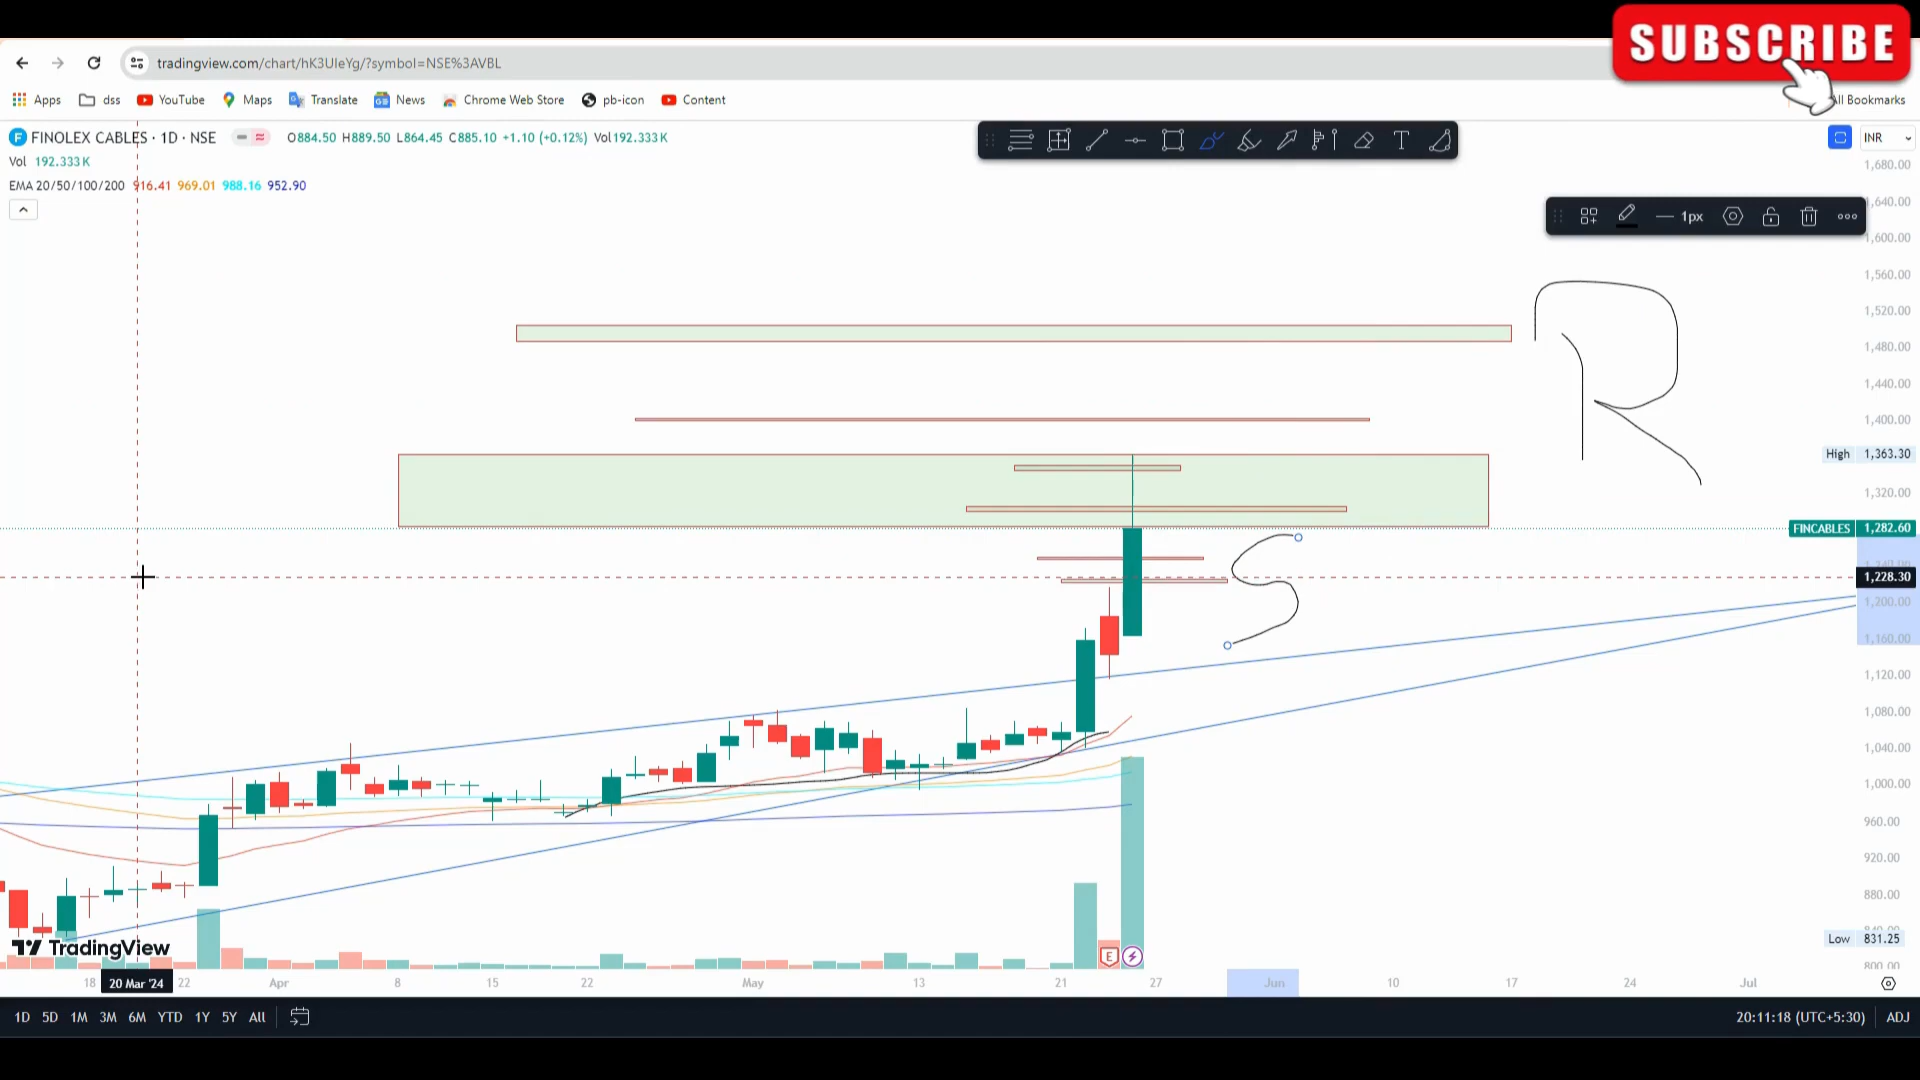 SUBSCRIBE
tradingview.com/chart/hK3UIeYg/?symbol=NSE%3AVBL
Apps dss YouTube Maps Translate News Chrome Web Store pb-icon Content All Bookmarks
FINOLEX CABLES · 1D · NSE O884.50 H889.50 L864.45 C885.10 +1.10 (+0.12%) Vol192.333K INR
Vol 192.333K
EMA 20/50/100/200 916.41 969.01 988.16 952.90
1,680.00
1,640.00
1px
1,600.00
1,560.00
1,520.00
1,480.00
R
1,440.00
1,400.00
High 1,363.30
1,320.00
FINCABLES 1,282.60
S
1,228.30
1,200.00
1,160.00
1,120.00
1,080.00
1,040.00
1,000.00
960.00
920.00
880.00
Low 831.25
TradingView
E
800.00
18 20 Mar '24 22 Apr 8 15 22 May 13 21 27 Jun 10 17 24 Jul
1D 5D 1M 3M 6M YTD 1Y 5Y All 20:11:18 (UTC+5:30) ADJ